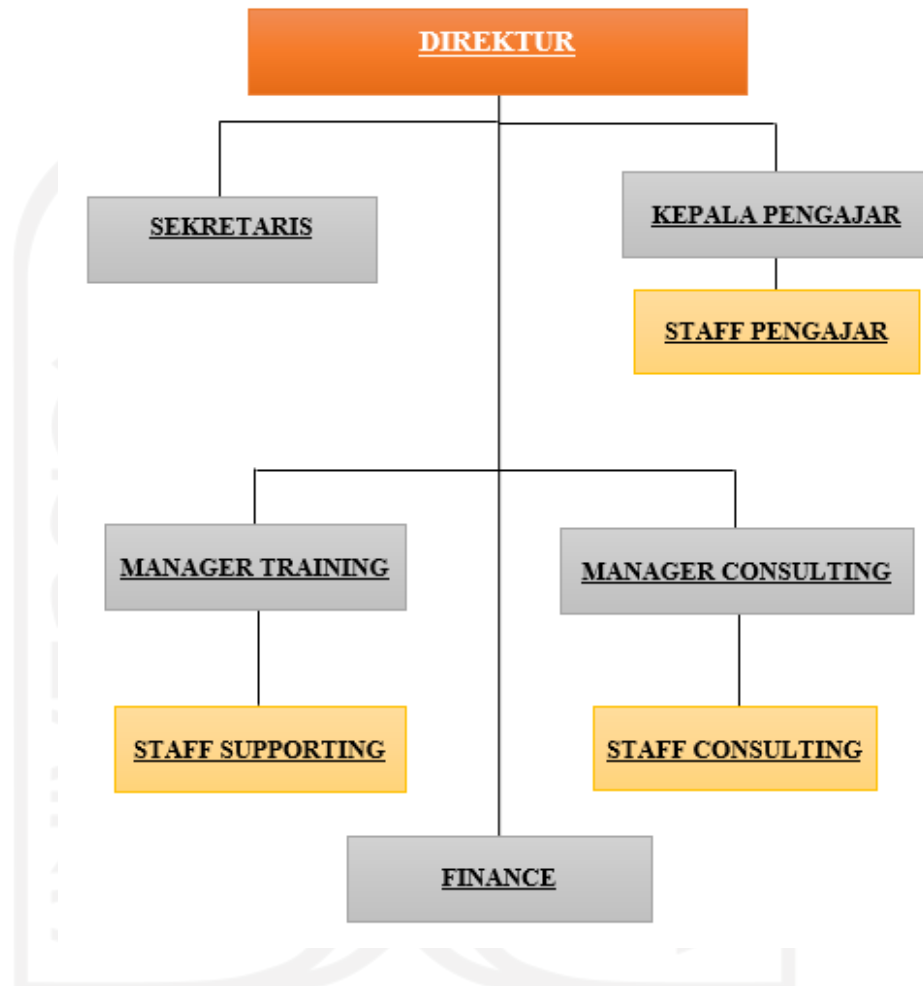 DIREKTUR
SEKRETARIS
KEPALA PENGAJAR
STAFF PENGAJAR
MANAGER TRAINING
MANAGER CONSULTING
STAFF SUPPORTING
STAFF CONSULTING
FINANCE